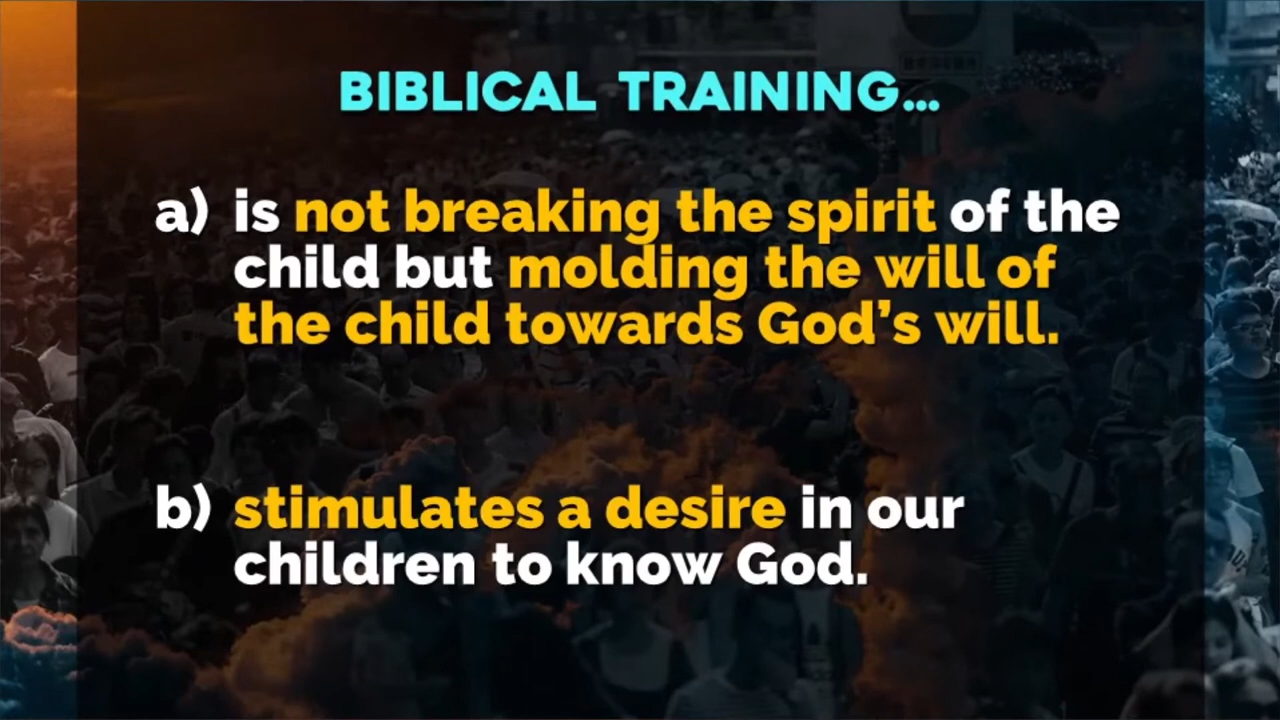 BIBLICAL TRAINING...
a) is not breaking the spirit of the
child but molding the will of
the child towards God's will.
b) stimulates a desire in our
children to know God.